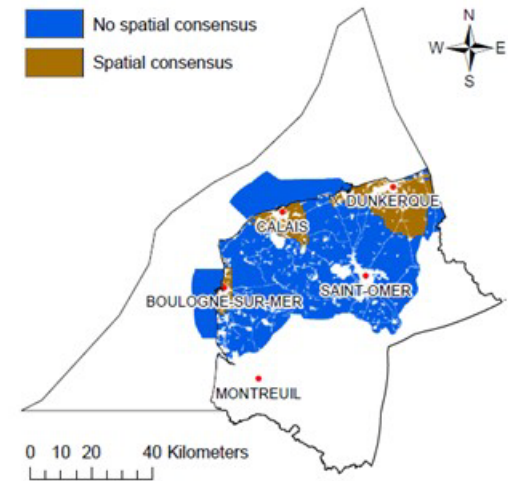 No spatial consensus
Spatial consensus
N
W E
S
DUNKERQUE
CALAIS
SAINT-OMER
BOULOGNE-SUR-MER
MONTREUIL
0 10 20 40 Kilometers